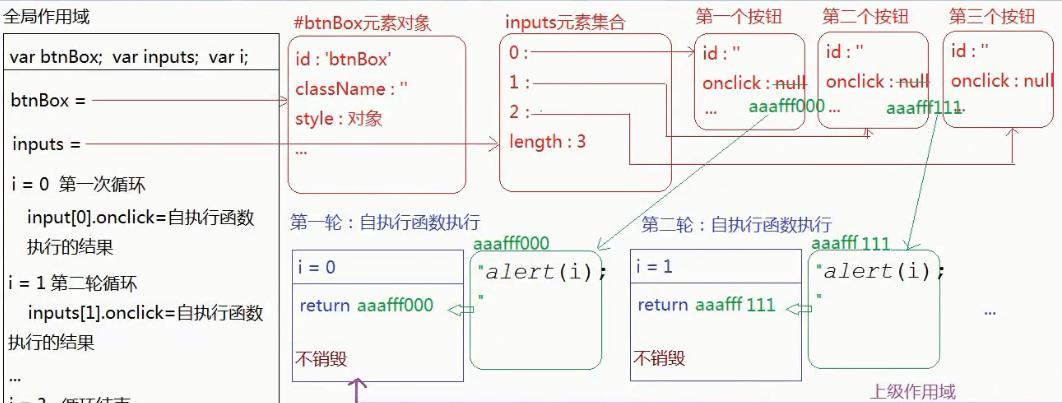 全局作用域
var btnBox;  var inputs;  var i;
btnBox =
inputs =
i = 0  第一次循环
input[0].onclick=自执行函数
执行的结果
i = 1 第二轮循环
inputs[1].onclick=自执行函数
执行的结果
...
#btnBox元素对象
id : 'btnBox'
className : ''
style : 对象
...
inputs元素集合
0 :
1 :
2 :
length : 3
第一个按钮
id : ''
onclick : null
aaafff000
...
第二个按钮
id : ''
onclick : null
aaafff111
...
第三个按钮
id : ''
onclick : null
...
第一轮：自执行函数执行
i = 0
return aaafff000
不销毁
aaafff000
"alert(i);
"
第二轮：自执行函数执行
i = 1
return aaafff 111
不销毁
aaafff 111
"alert(i);
"
...
上级作用域